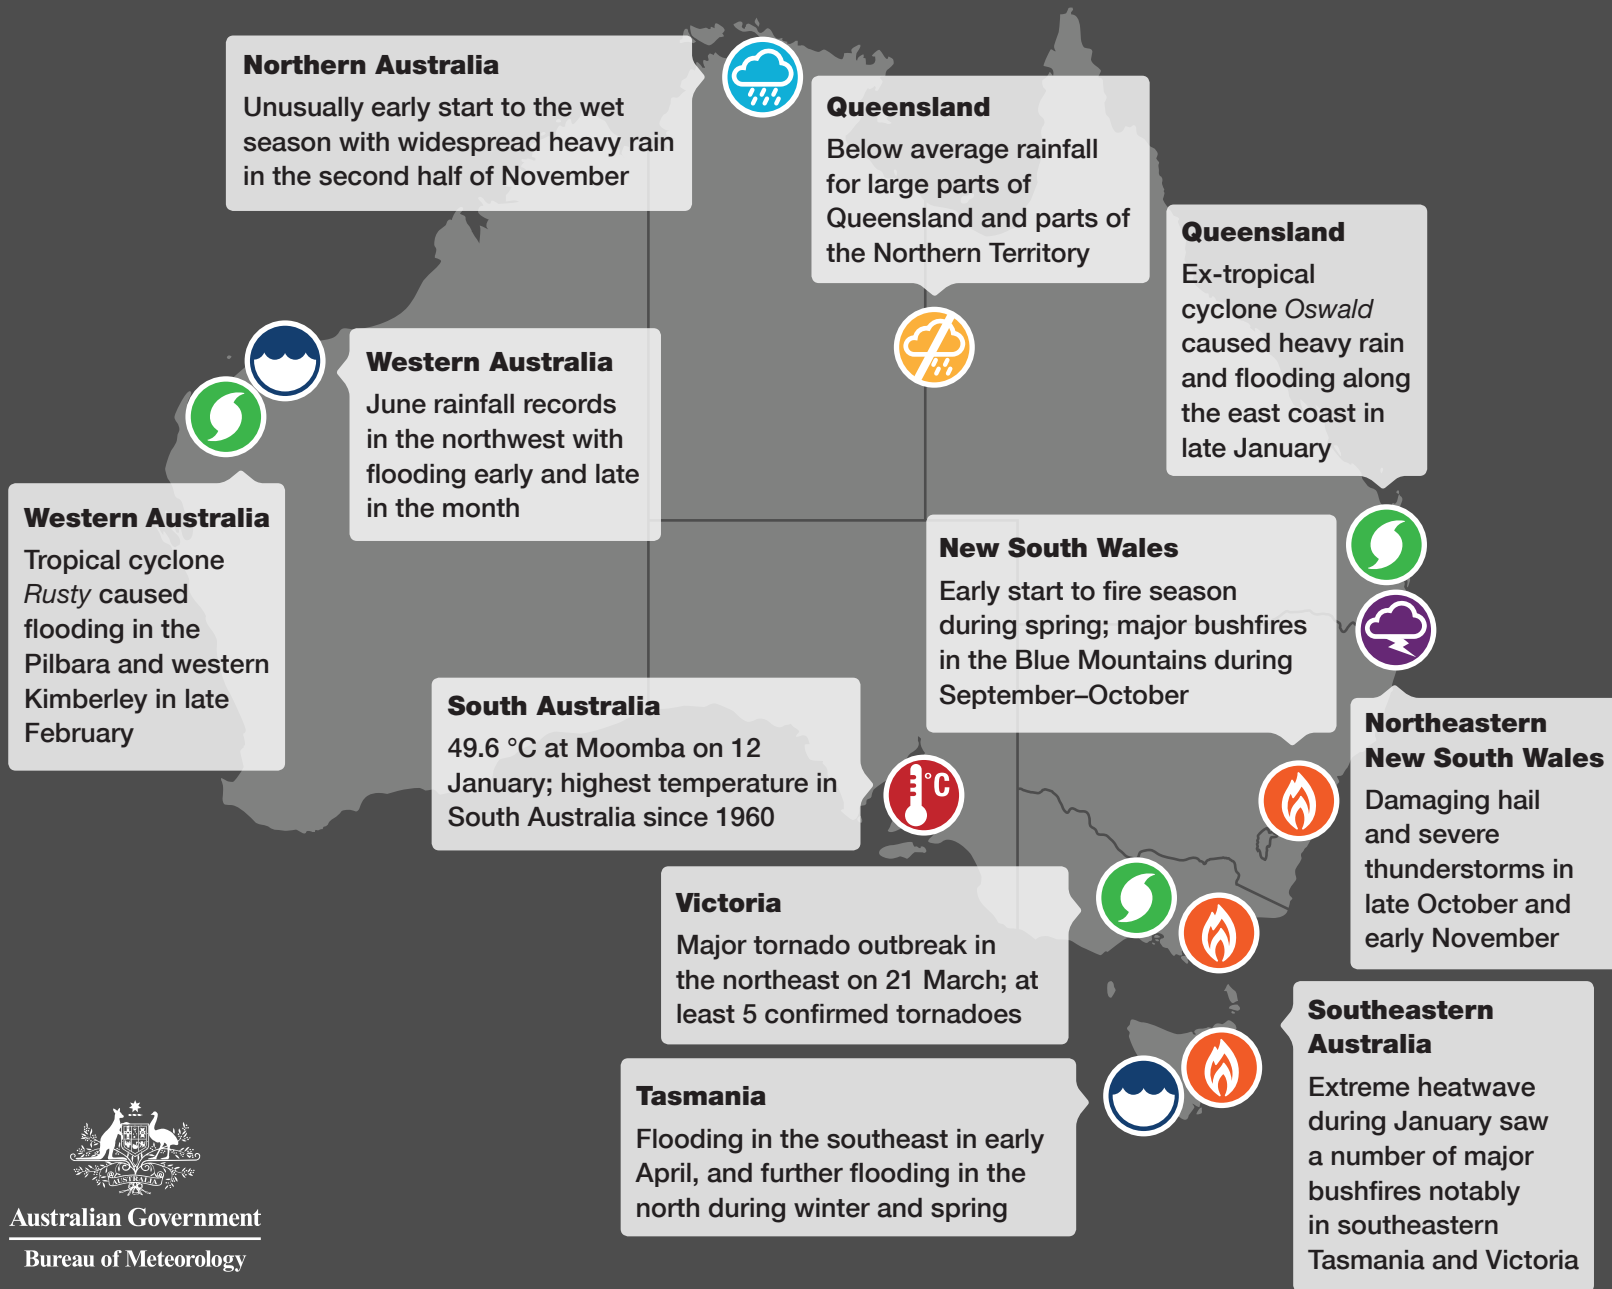 Northern Australia
Unusually early start to the wet
season with widespread heavy rain
in the second half of November
Queensland
Below average rainfall
for large parts of
Queensland and parts of
the Northern Territory
Queensland
Ex-tropical
cyclone Oswald
caused heavy rain
and flooding along
the east coast in
late January
Western Australia
June rainfall records
in the northwest with
flooding early and late
in the month
Western Australia
Tropical cyclone
Rusty caused
flooding in the
Pilbara and western
Kimberley in late
February
New South Wales
Early start to fire season
during spring; major bushfires
in the Blue Mountains during
September–October
South Australia
49.6 °C at Moomba on 12
January; highest temperature in
South Australia since 1960
°C
Northeastern
New South Wales
Damaging hail
and severe
thunderstorms in
late October and
early November
Victoria
Major tornado outbreak in
the northeast on 21 March; at
least 5 confirmed tornadoes
Southeastern
Australia
Extreme heatwave
during January saw
a number of major
bushfires notably
in southeastern
Tasmania and Victoria
Tasmania
Flooding in the southeast in early
April, and further flooding in the
north during winter and spring
AUSTRALIA
Australian Government
Bureau of Meteorology